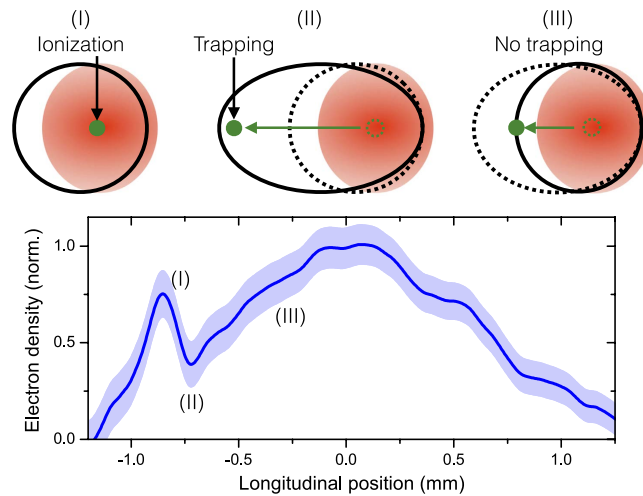 (I)
Ionization
(II)
Trapping
(III)
No trapping
Electron density (norm.)
1.0
0.5
0.0
(I)
(II)
(III)
-1.0
-0.5
0.0
0.5
1.0
Longitudinal position (mm)